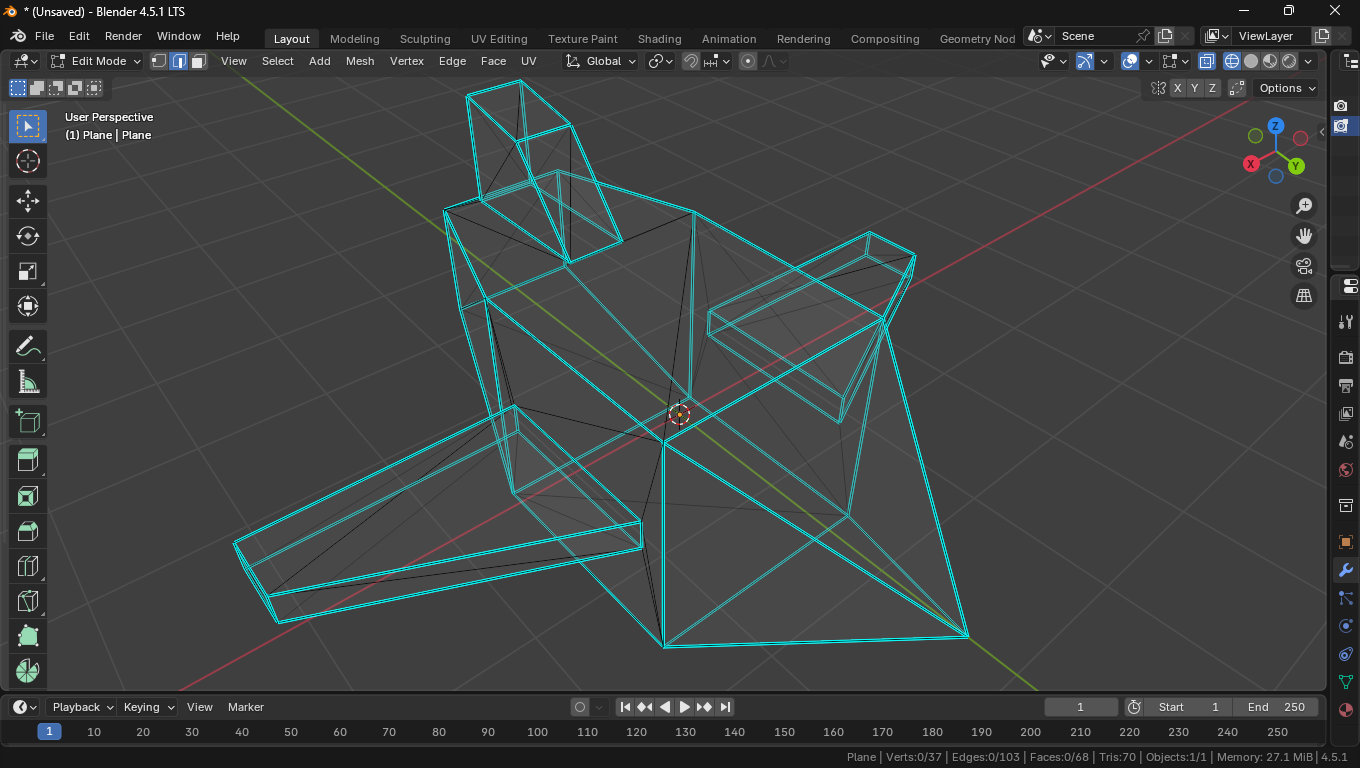 * (Unsaved) - Blender 4.5.1 LTS
File Edit Render Window Help Layout Modeling Sculpting UV Editing Texture Paint Shading Animation Rendering Compositing Geometry Nod Scene ViewLayer
Edit Mode View Select Add Mesh Vertex Edge Face UV Global
X Y Z Options
User Perspective
(1) Plane | Plane
Z
X
Y
Playback Keying View Marker 1 Start 1 End 250
1 10 20 30 40 50 60 70 80 90 100 110 120 130 140 150 160 170 180 190 200 210 220 230 240 250
Plane | Verts:0/37 | Edges:0/103 | Faces:0/68 | Tris:70 | Objects:1/1 | Memory: 27.1 MiB | 4.5.1